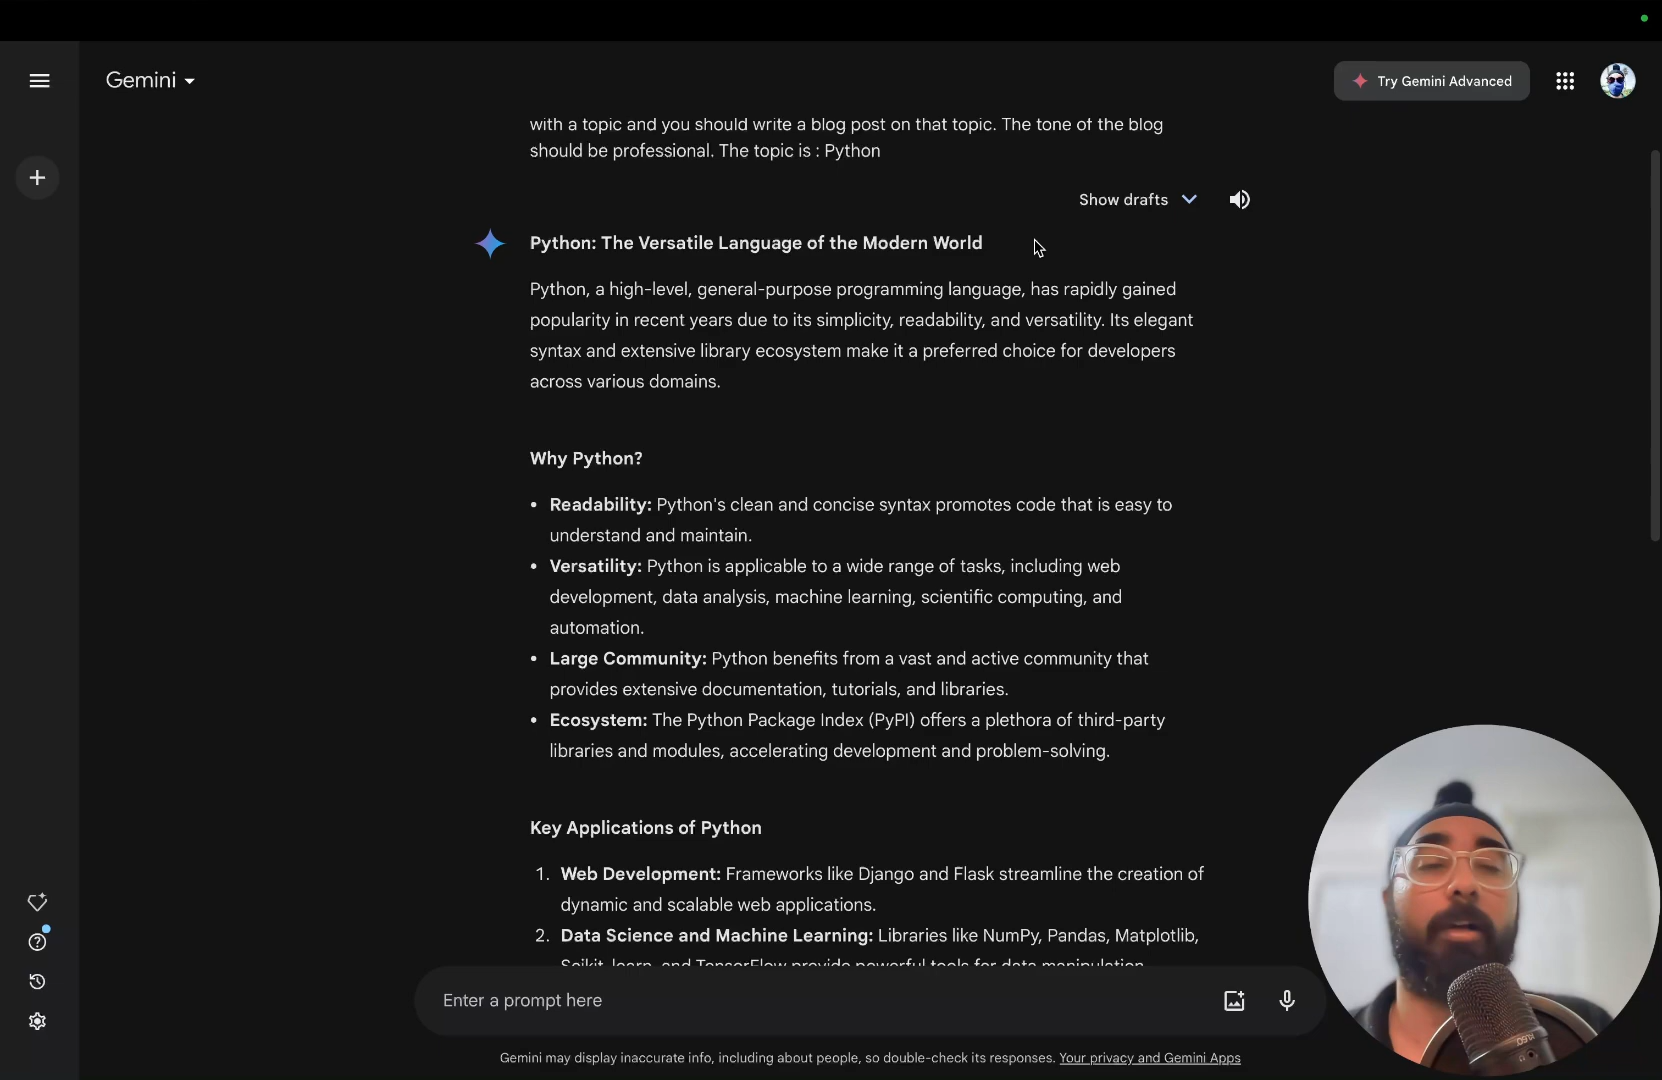 Gemini
Try Gemini Advanced
with a topic and you should write a blog post on that topic. The tone of the blog
should be professional. The topic is : Python
Show drafts
Python: The Versatile Language of the Modern World
Python, a high-level, general-purpose programming language, has rapidly gained
popularity in recent years due to its simplicity, readability, and versatility. Its elegant
syntax and extensive library ecosystem make it a preferred choice for developers
across various domains.
Why Python?
• Readability: Python's clean and concise syntax promotes code that is easy to
understand and maintain.
• Versatility: Python is applicable to a wide range of tasks, including web
development, data analysis, machine learning, scientific computing, and
automation.
• Large Community: Python benefits from a vast and active community that
provides extensive documentation, tutorials, and libraries.
• Ecosystem: The Python Package Index (PyPI) offers a plethora of third-party
libraries and modules, accelerating development and problem-solving.
Key Applications of Python
1. Web Development: Frameworks like Django and Flask streamline the creation of
dynamic and scalable web applications.
2. Data Science and Machine Learning: Libraries like NumPy, Pandas, Matplotlib,
Scikit-learn, and TensorFlow provide powerful tools for data manipulation
Enter a prompt here
Gemini may display inaccurate info, including about people, so double-check its responses. Your privacy and Gemini Apps